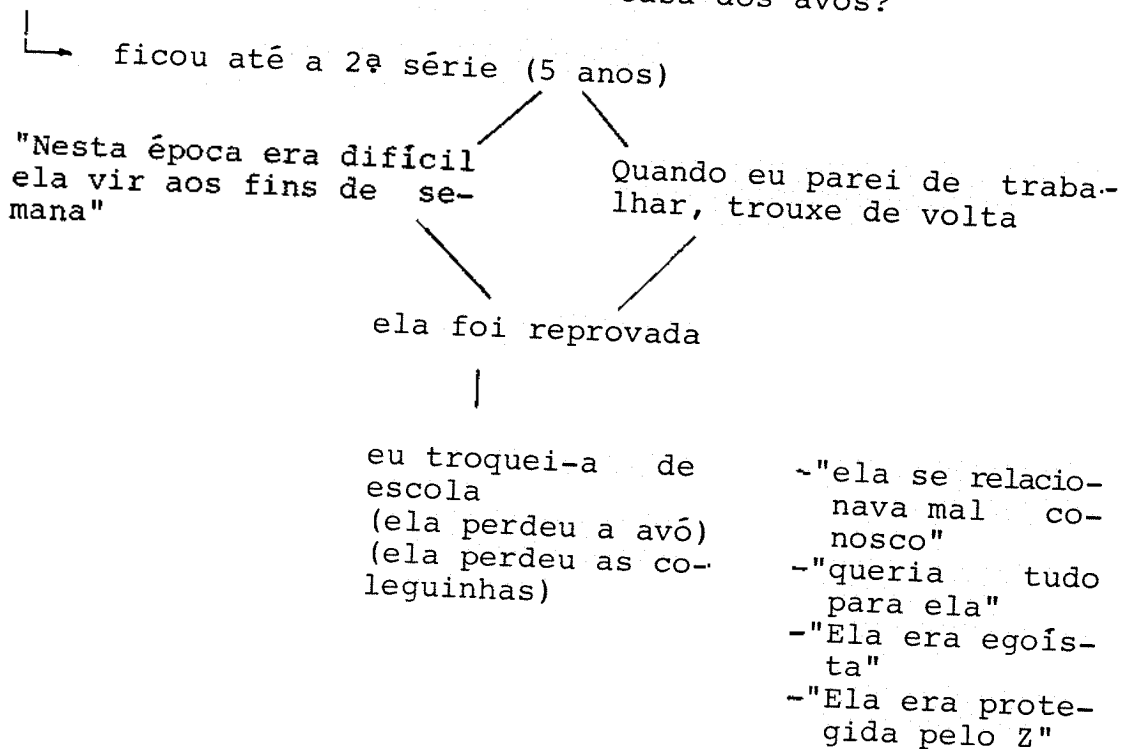 casa dos avós?
ficou até a 2ª série (5 anos)
"Nesta época era difícil
ela vir aos fins de se-
mana"
Quando eu parei de traba-
lhar, trouxe de volta
ela foi reprovada
eu troquei-a de
escola
(ela perdeu a avó)
(ela perdeu as co-
leguinhas)
-"ela se relacio-
nava mal co-
nosco"
-"queria tudo
para ela"
-"Ela era egoís-
ta"
-"Ela era prote-
gida pelo Z"